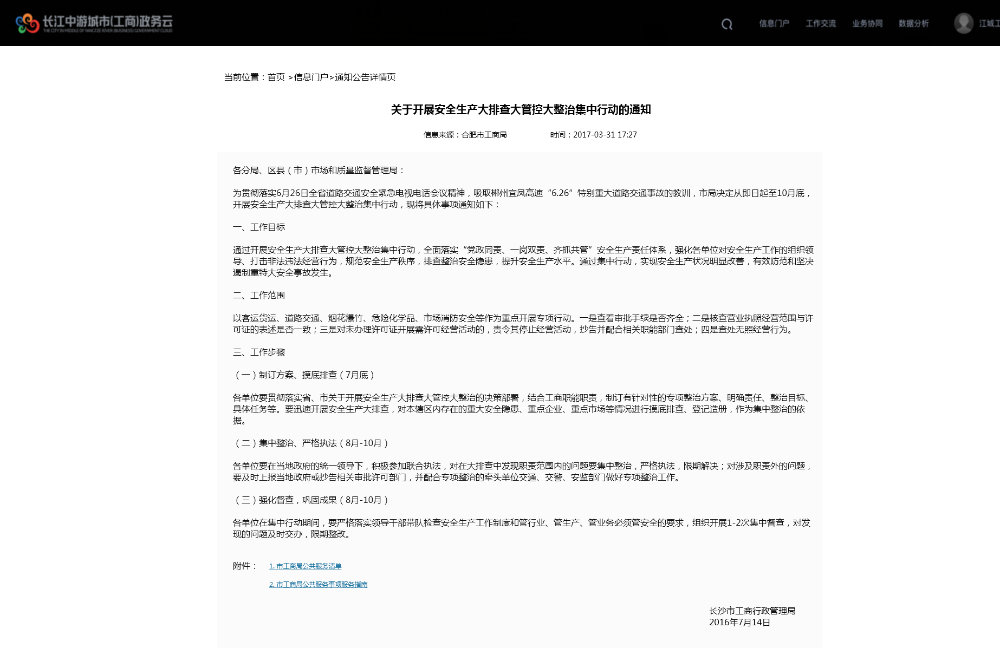 长江中游城市(工商)政务云
THE CITY IN MIDDLE OF YANGTZE RIVER (BUSINESS) GOVERNMENT CLOUD
信息门户 工作交流 业务协同 数据分析 江城工
当前位置：首页 >信息门户>通知公告详情页
关于开展安全生产大排查大管控大整治集中行动的通知
信息来源：合肥市工商局 时间：2017-03-31 17:27
各分局、区县（市）市场和质量监督管理局：
为贯彻落实6月26日全省道路交通安全紧急电视电话会议精神，吸取郴州宜凤高速“6.26”特别重大道路交通事故的教训，市局决定从即日起至10月底，
开展安全生产大排查大管控大整治集中行动，现将具体事项通知如下：
一、工作目标
通过开展安全生产大排查大管控大整治集中行动，全面落实“党政同责、一岗双责、齐抓共管”安全生产责任体系，强化各单位对安全生产工作的组织领
导、打击非法违法经营行为，规范安全生产秩序，排查整治安全隐患，提升安全生产水平。通过集中行动，实现安全生产状况明显改善，有效防范和坚决
遏制重特大安全事故发生。
二、工作范围
以客运货运、道路交通、烟花爆竹、危险化学品、市场消防安全等作为重点开展专项行动。一是查看审批手续是否齐全；二是核查营业执照经营范围与许
可证的表述是否一致；三是对未办理许可证开展需许可经营活动的，责令其停止经营活动，抄告并配合相关职能部门查处；四是查处无照经营行为。
三、工作步骤
（一）制订方案、摸底排查（7月底）
各单位要贯彻落实省、市关于开展安全生产大排查大管控大整治的决策部署，结合工商职能职责，制订有针对性的专项整治方案、明确责任、整治目标、
具体任务等。要迅速开展安全生产大排查，对本辖区内存在的重大安全隐患、重点企业、重点市场等情况进行摸底排查、登记造册，作为集中整治的依
据。
（二）集中整治、严格执法（8月-10月）
各单位要在当地政府的统一领导下，积极参加联合执法，对在大排查中发现职责范围内的问题要集中整治，严格执法，限期解决；对涉及职责外的问题，
要及时上报当地政府或抄告相关审批许可部门，并配合专项整治的牵头单位交通、交警、安监部门做好专项整治工作。
（三）强化督查，巩固成果（8月-10月）
各单位在集中行动期间，要严格落实领导干部带队检查安全生产工作制度和管行业、管生产、管业务必须管安全的要求，组织开展1-2次集中督查，对发
现的问题及时交办，限期整改。
附件： 1. 市工商局公共服务清单
2. 市工商局公共服务事项服务指南
长沙市工商行政管理局
2016年7月14日